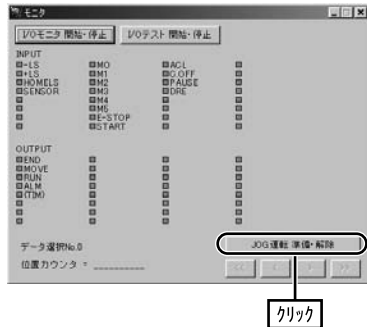 モニタ
I/Oモニタ 開始・停止 I/Oテスト 開始・停止
INPUT
-LS M0 ACL
+LS M1 C.OFF
HOMELS M2 PAUSE
SENSOR M3 DRE
M4
M5
E-STOP
START
OUTPUT
END
MOVE
RUN
ALM
(TIM)
データ選択No.0
JOG運転 準備・解除
位置カウンタ = __________
<< < > >>
クリック